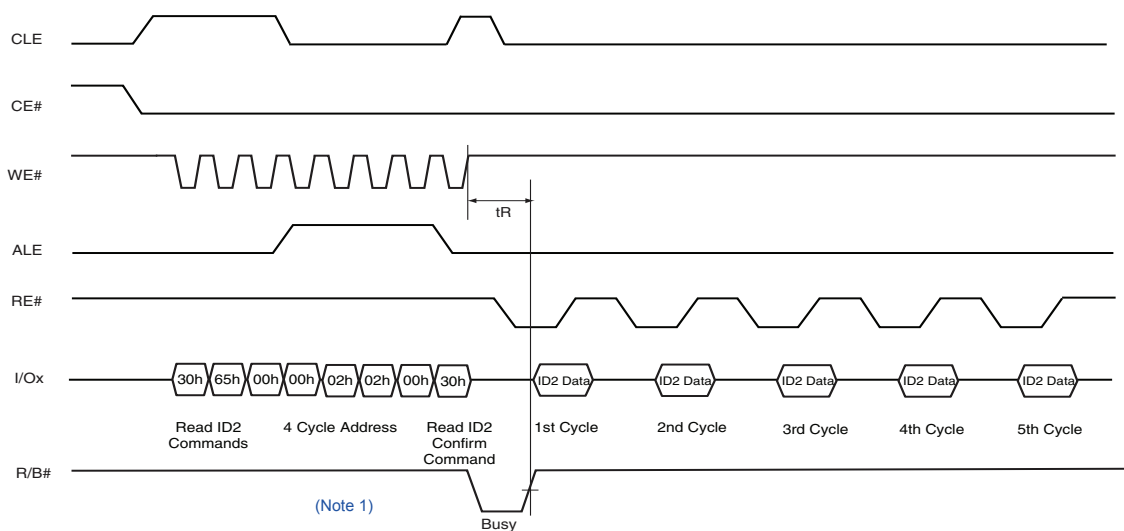 CLE
CE#
WE#
tR
ALE
RE#
I/Ox
30h 65h 00h 00h 02h 02h 00h 30h ID2 Data ID2 Data ID2 Data ID2 Data ID2 Data
Read ID2
Commands
4 Cycle Address
Read ID2
Confirm
Command
1st Cycle
2nd Cycle
3rd Cycle
4th Cycle
5th Cycle
R/B#
(Note 1)
Busy